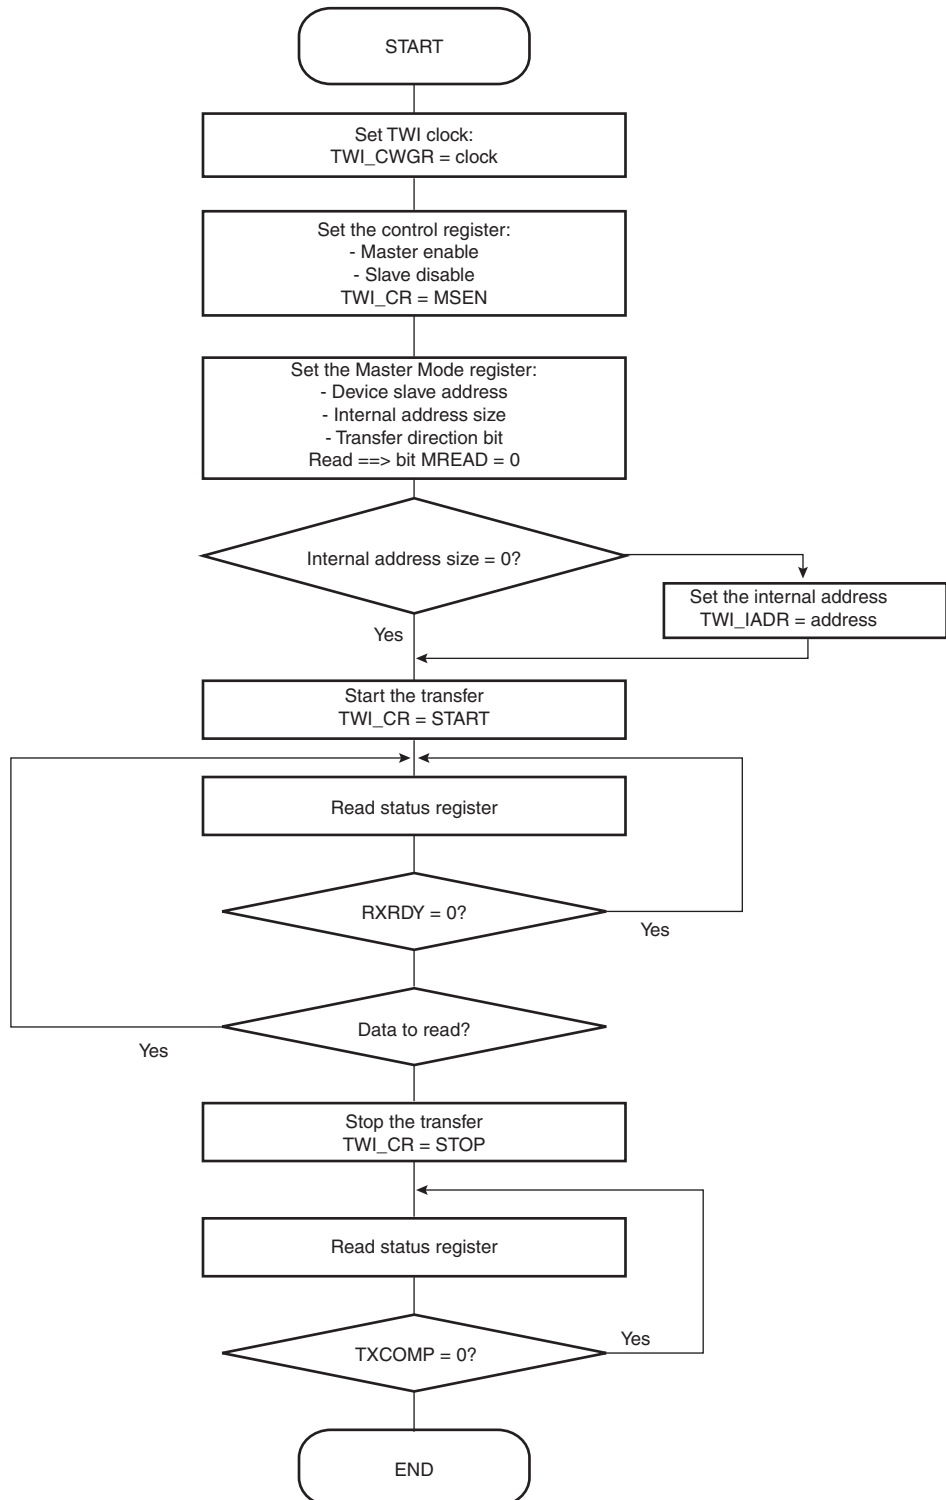 START
Set TWI clock:
TWI_CWGR = clock
Set the control register:
- Master enable
- Slave disable
TWI_CR = MSEN
Set the Master Mode register:
- Device slave address
- Internal address size
- Transfer direction bit
Read ==> bit MREAD = 0
Internal address size = 0?
Set the internal address
TWI_IADR = address
Yes
Start the transfer
TWI_CR = START
Read status register
RXRDY = 0?
Yes
Data to read?
Yes
Stop the transfer
TWI_CR = STOP
Read status register
TXCOMP = 0?
Yes
END